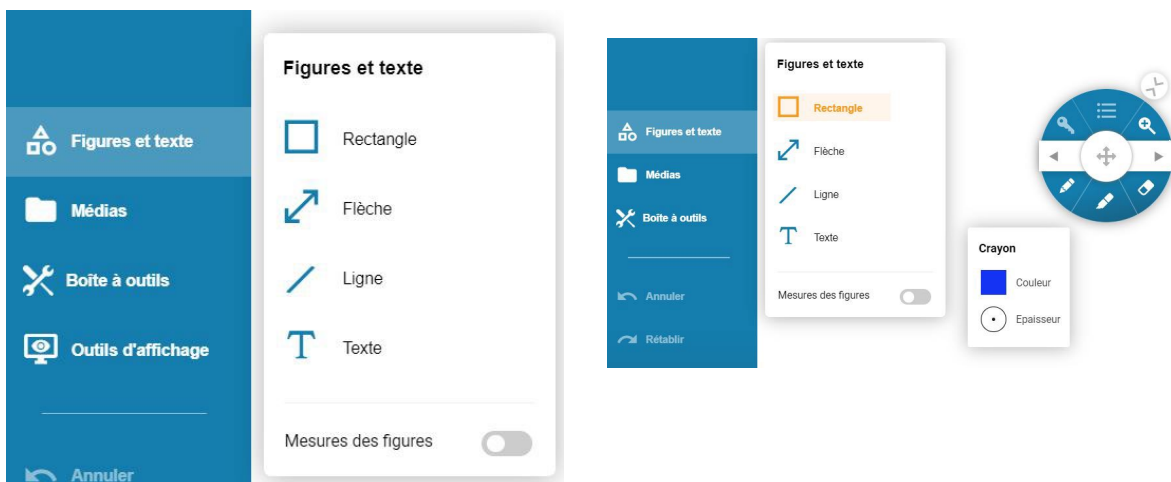 Figures et texte
Médias
Boîte à outils
Outils d'affichage
Annuler
Figures et texte
Rectangle
Flèche
Ligne
Texte
Mesures des figures
Figures et texte
Médias
Boîte à outils
Annuler
Rétablir
Figures et texte
Rectangle
Flèche
Ligne
Texte
Mesures des figures
Crayon
Couleur
Epaisseur